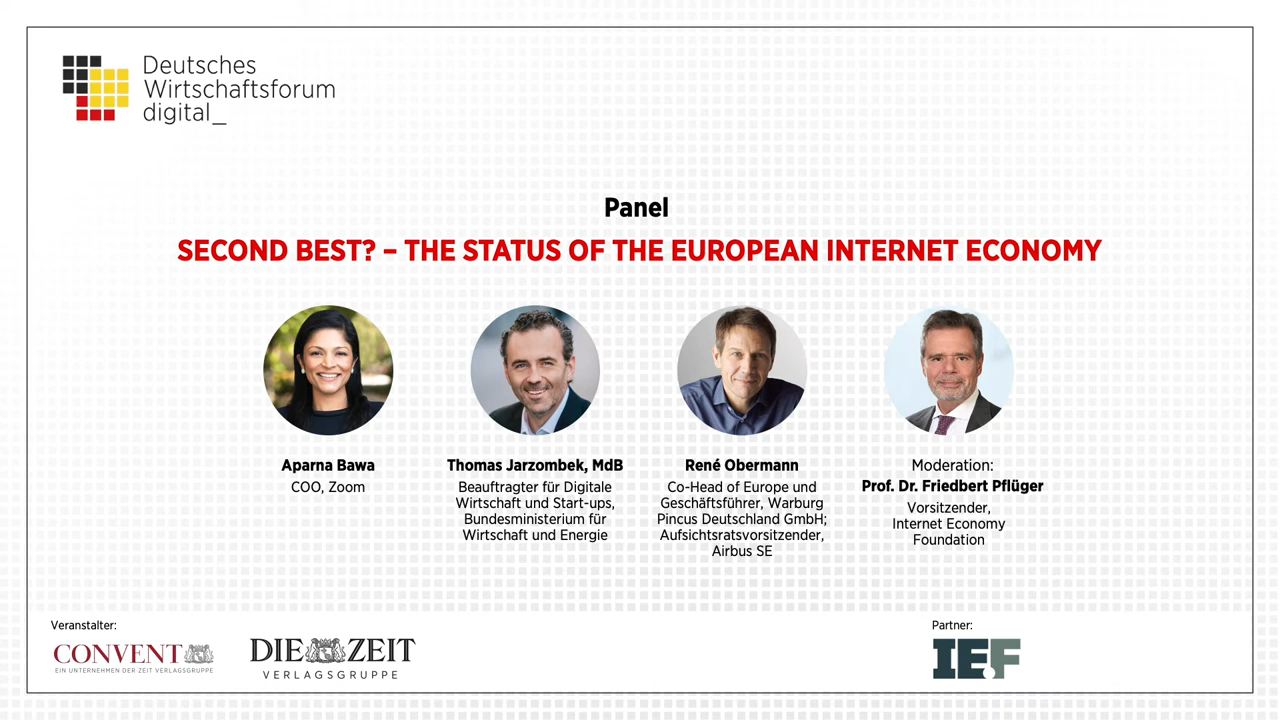 Deutsches
Wirtschaftsforum
digital_
Panel
SECOND BEST? – THE STATUS OF THE EUROPEAN INTERNET ECONOMY
Aparna Bawa
COO, Zoom
Thomas Jarzombek, MdB
Beauftragter für Digitale
Wirtschaft und Start-ups,
Bundesministerium für
Wirtschaft und Energie
René Obermann
Co-Head of Europe und
Geschäftsführer, Warburg
Pincus Deutschland GmbH;
Aufsichtsratsvorsitzender,
Airbus SE
Moderation:
Prof. Dr. Friedbert Pflüger
Vorsitzender,
Internet Economy
Foundation
Veranstalter:
CONVENT
EIN UNTERNEHMEN DER ZEIT VERLAGSGRUPPE
DIE ZEIT
VERLAGSGRUPPE
Partner:
IE.F